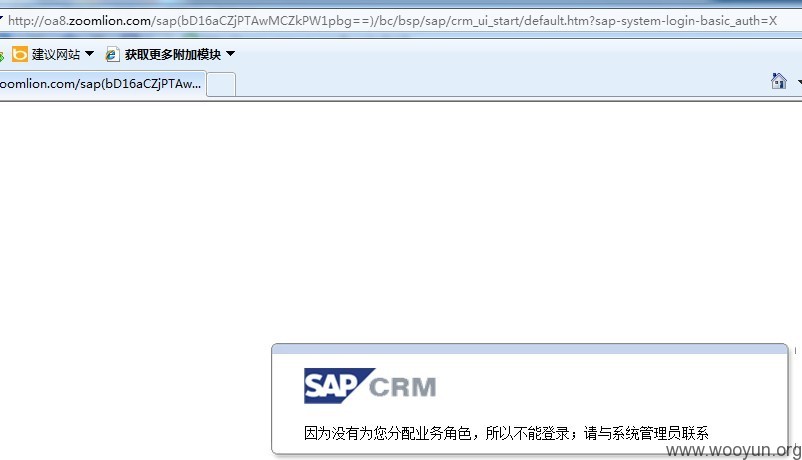 http://oa8.zoomlion.com/sap(bD16aCZjPTAwMCZkPW1pbg==)/bc/bsp/sap/crm_ui_start/default.htm?sap-system-login-basic_auth=X
建议网站 获取更多附加模块
oomlion.com/sap(bD16aCZjPTAw...
SAP CRM
因为没有为您分配业务角色，所以不能登录；请与系统管理员联系
www.wooyun.org